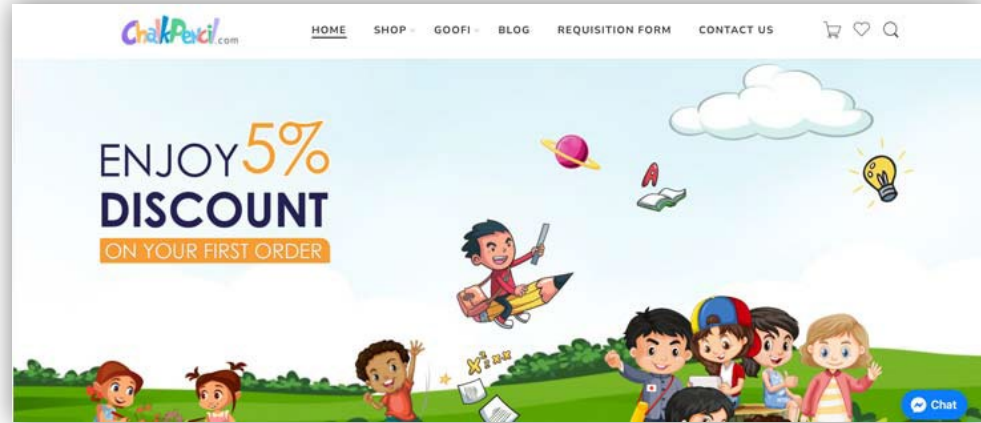 ChalkPencil.com
HOME SHOP GOOFI BLOG REQUISITION FORM CONTACT US
ENJOY 5%
DISCOUNT
ON YOUR FIRST ORDER
A
Chat